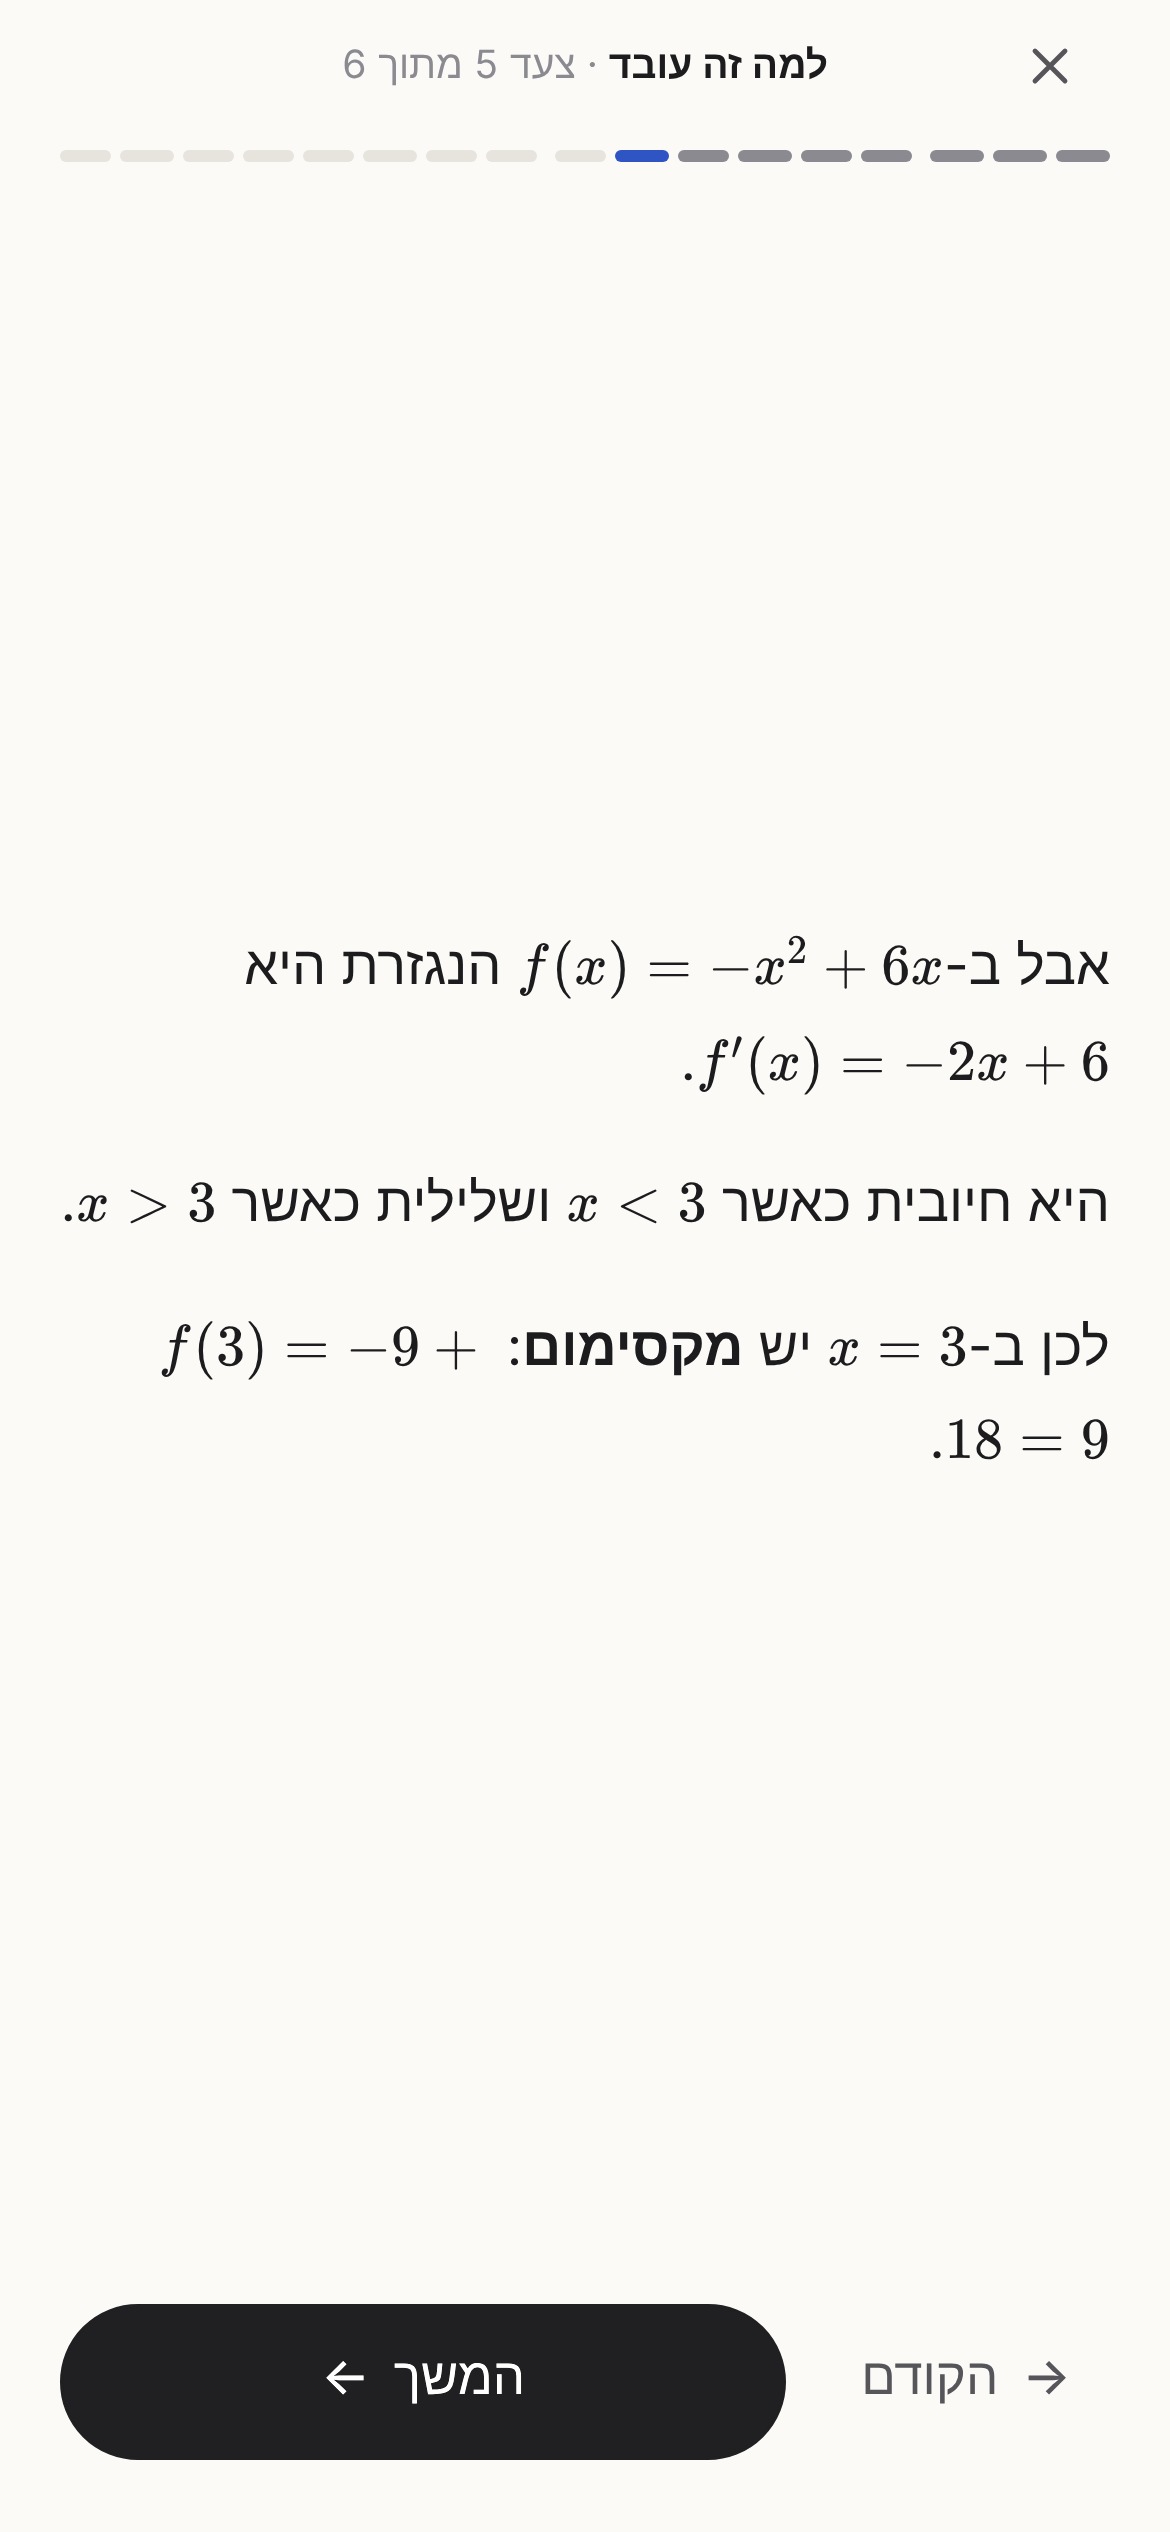 למה זה עובד · צעד 5 מתוך 6
אבל ב-f(x) = −x² + 6x הנגזרת היא
f′(x) = −2x + 6.
היא חיובית כאשר x < 3 ושלילית כאשר x > 3.
לכן ב-x = 3 יש מקסימום: f(3) = −9 +
18 = 9.
הקודם
המשך